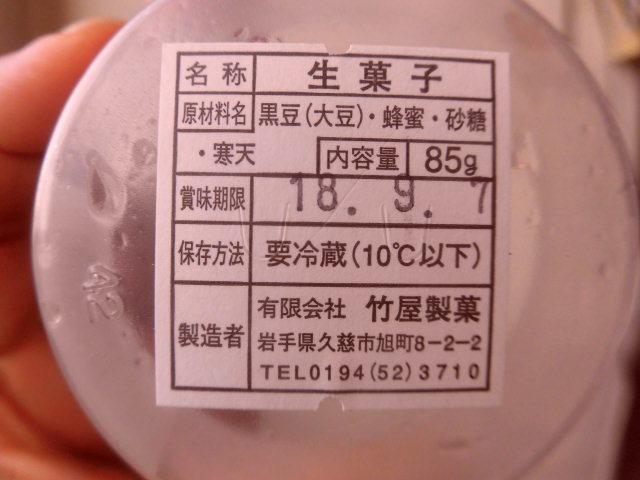 名称 生菓子
原材料名 黒豆(大豆)・蜂蜜・砂糖
・寒天 内容量 85g
賞味期限 18. 9. 7
保存方法 要冷蔵(10℃以下)
製造者 有限会社 竹屋製菓
岩手県久慈市旭町8-2-2
TEL0194(52)3710
42